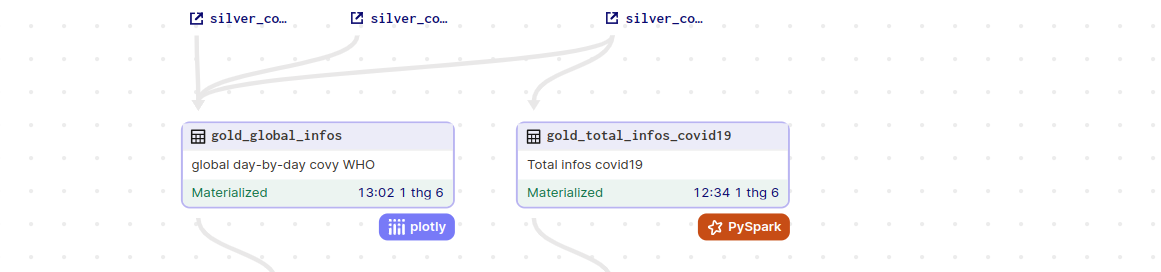 silver_co… silver_co… silver_co…
gold_global_infos
global day-by-day covy WHO
Materialized 13:02 1 thg 6
plotly
gold_total_infos_covid19
Total infos covid19
Materialized 12:34 1 thg 6
PySpark